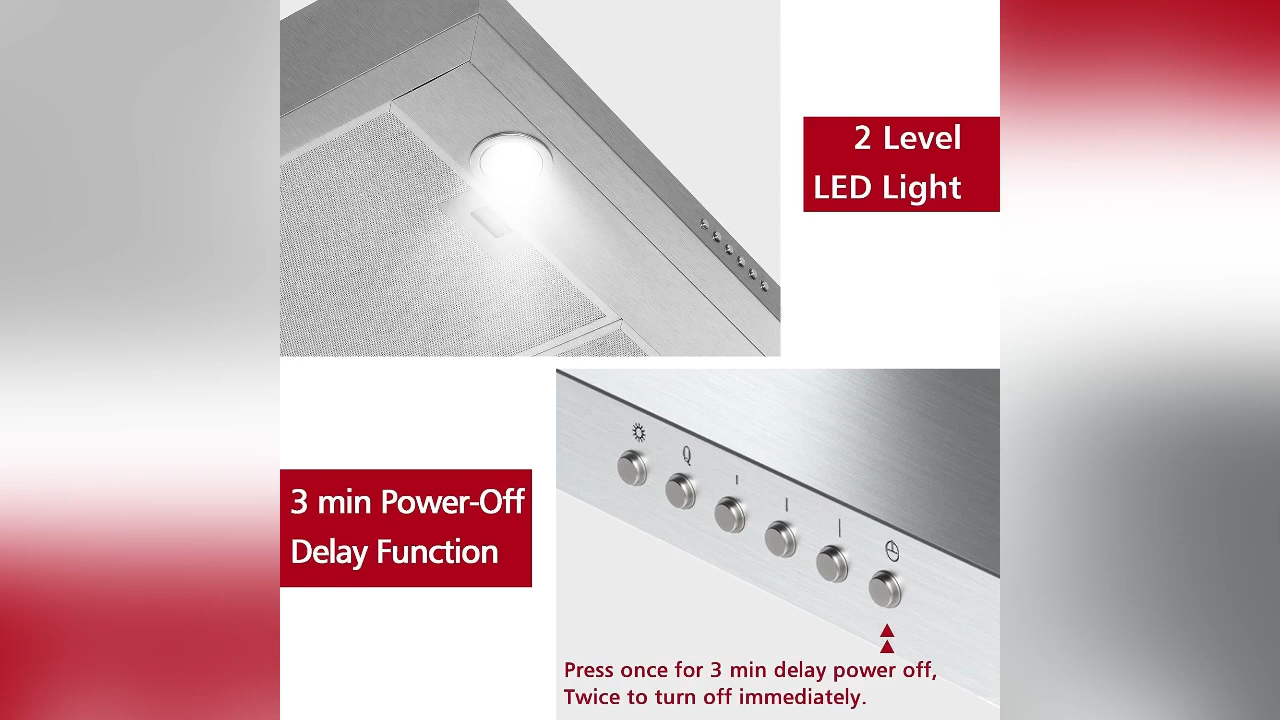 2 Level
LED Light
3 min Power-Off
Delay Function
Press once for 3 min delay power off,
Twice to turn off immediately.